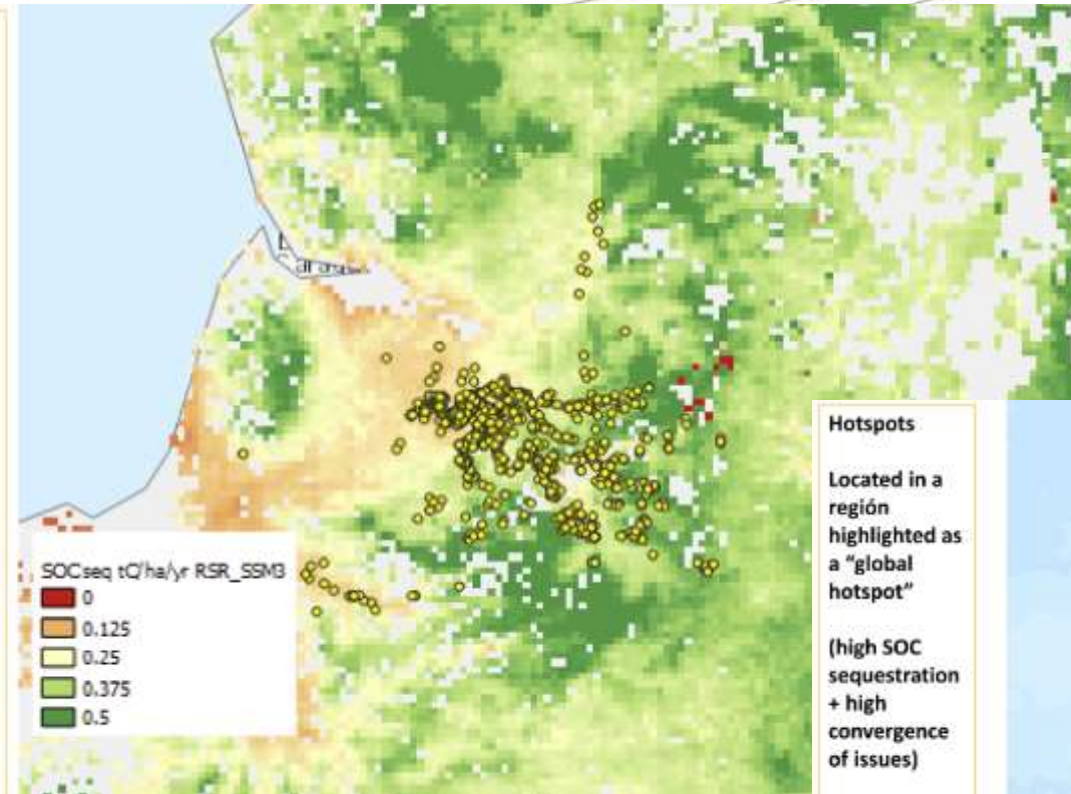 SOCseq tC/ha/yr RSR_SSM3
0
0.125
0.25
0.375
0.5
Hotspots
Located in a
región
highlighted as
a “global
hotspot”
(high SOC
sequestration
+ high
convergence
of issues)